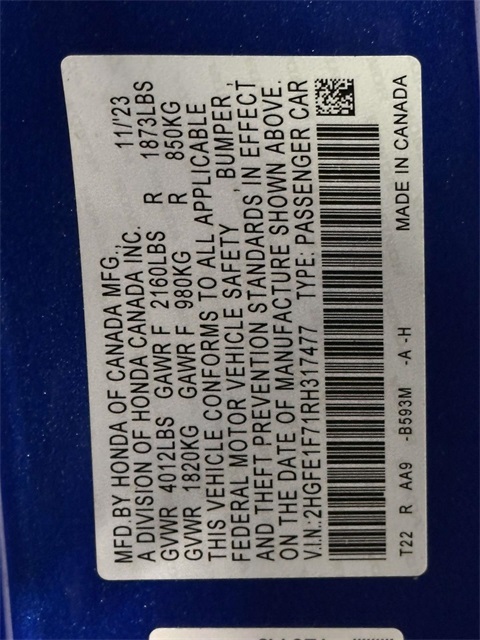 MFD.BY HONDA OF CANADA MFG., 11/'23
A DIVISION OF HONDA CANADA INC.
GVWR 4012LBS GAWR F 2160LBS R 1873LBS
GVWR 1820KG GAWR F 980KG R 850KG
THIS VEHICLE CONFORMS TO ALL APPLICABLE
FEDERAL MOTOR VEHICLE SAFETY, BUMPER,
AND THEFT PREVENTION STANDARDS, IN EFFECT
ON THE DATE OF MANUFACTURE SHOWN ABOVE.
V.I.N.:2HGFE1F71RH317477 TYPE: PASSENGER CAR
T22 R AA9 -B593M -A -H MADE IN CANADA